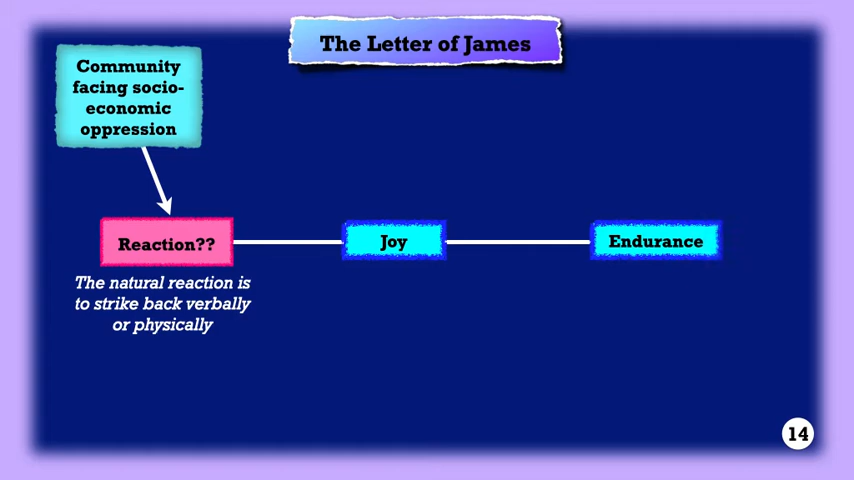 The Letter of James
Community
facing socio-
economic
oppression
Reaction??
Joy
Endurance
The natural reaction is
to strike back verbally
or physically
14